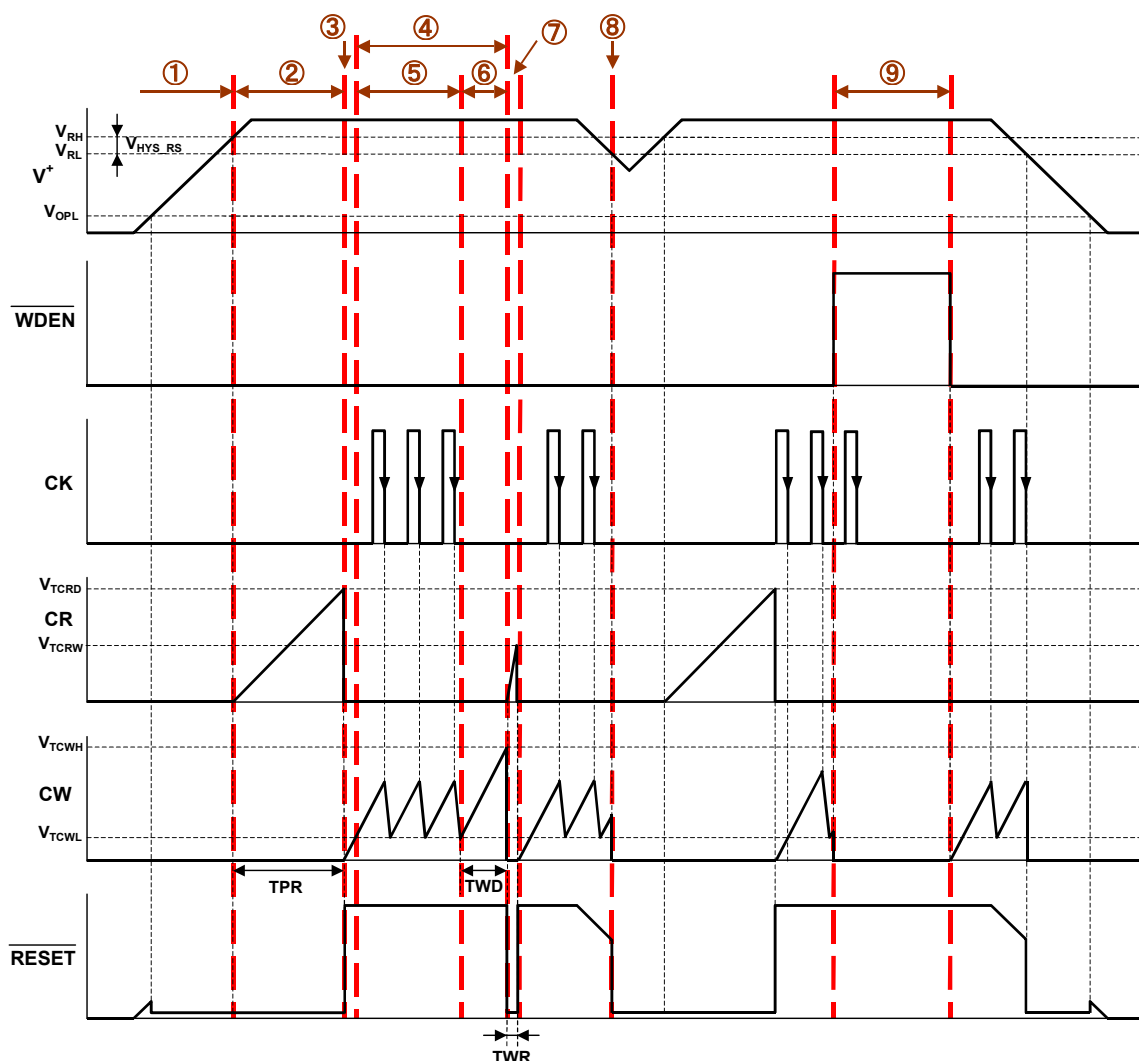 ③ ④ ⑦ ⑧
① ② ⑤ ⑥ ⑨
VRH
VHYS_RS
VRL
V+
VOPL
WDEN
CK
VTCRD
CR
VTCRW
VTCWH
CW
VTCWL
TPR TWD
RESET
TWR